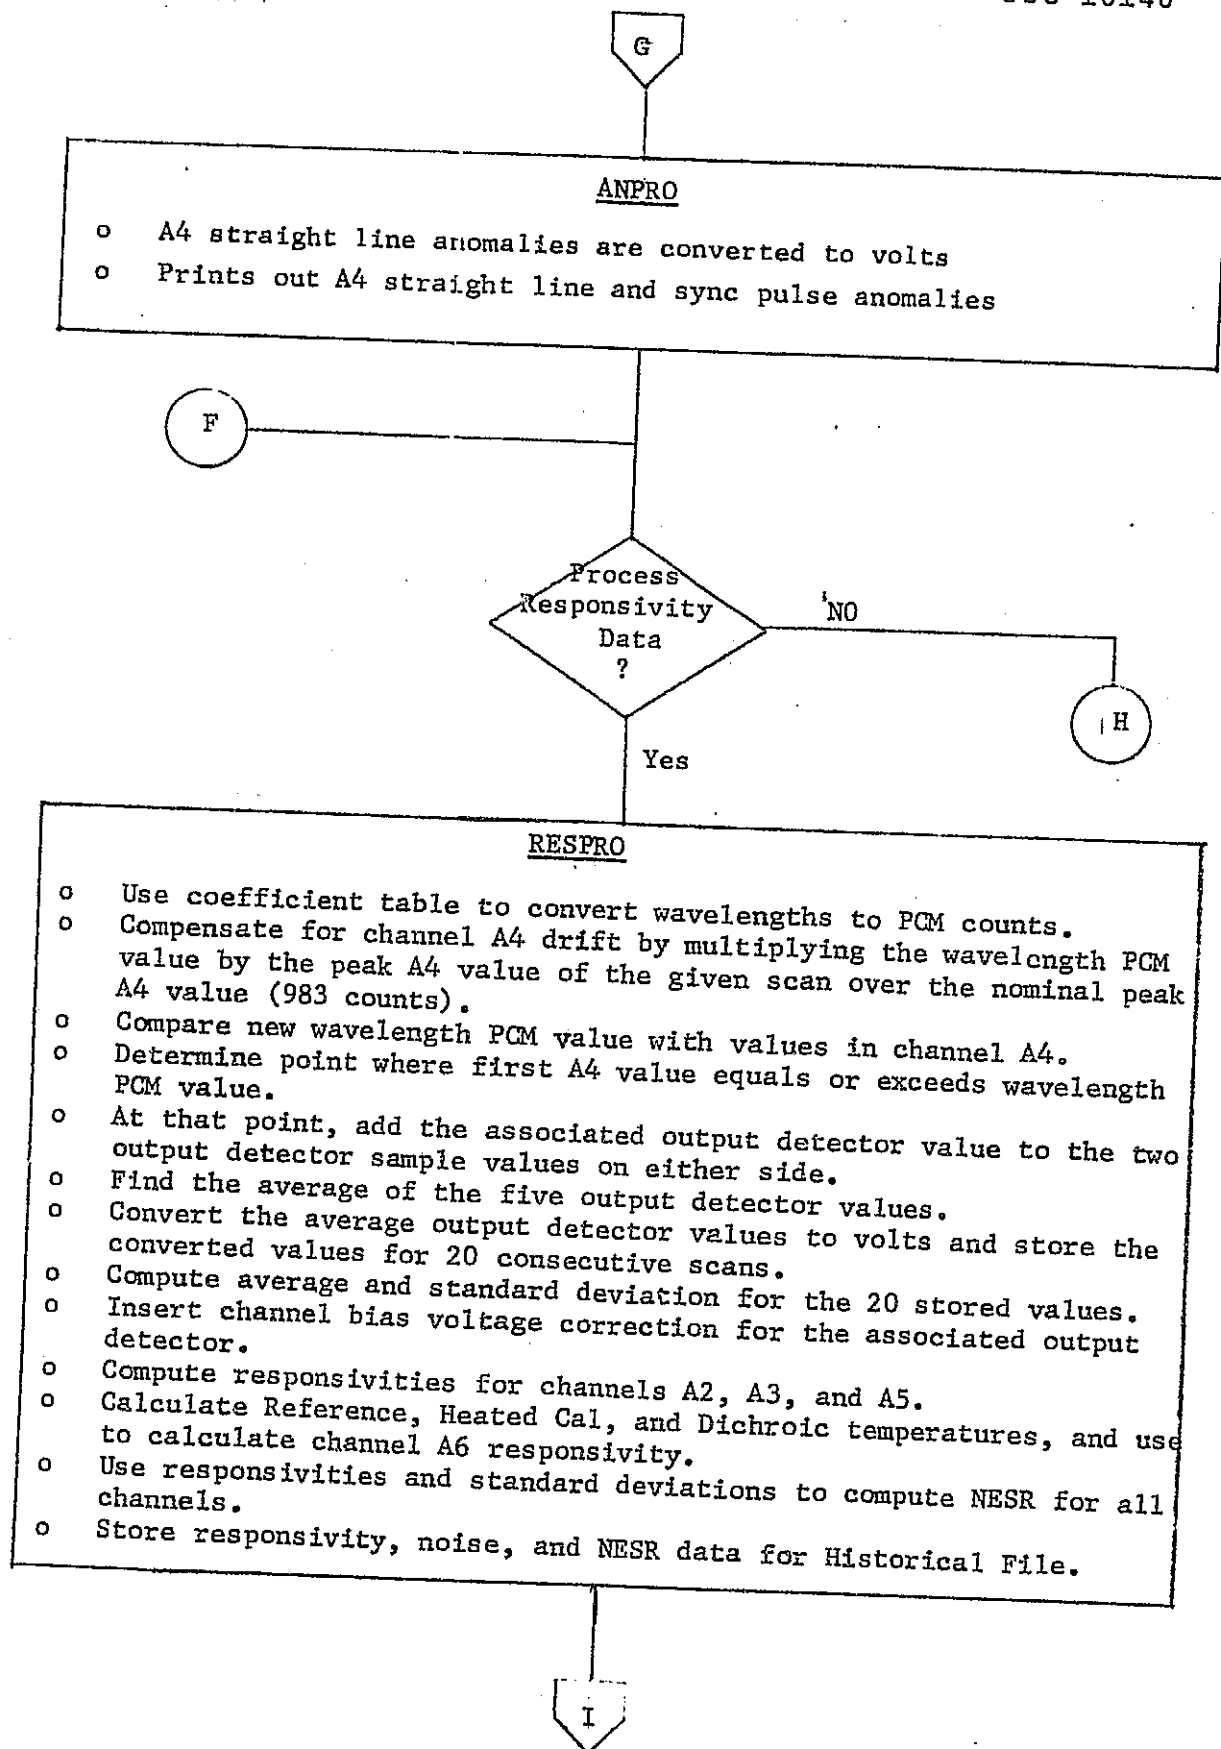 G
ANPRO
o A4 straight line anomalies are converted to volts
o Prints out A4 straight line and sync pulse anomalies
F
Process
Responsivity
Data
?
NO
H
Yes
RESPRO
o Use coefficient table to convert wavelengths to PCM counts.
o Compensate for channel A4 drift by multiplying the wavelength PCM
value by the peak A4 value of the given scan over the nominal peak
A4 value (983 counts).
o Compare new wavelength PCM value with values in channel A4.
o Determine point where first A4 value equals or exceeds wavelength
PCM value.
o At that point, add the associated output detector value to the two
output detector sample values on either side.
o Find the average of the five output detector values.
o Convert the average output detector values to volts and store the
converted values for 20 consecutive scans.
o Compute average and standard deviation for the 20 stored values.
o Insert channel bias voltage correction for the associated output
detector.
o Compute responsivities for channels A2, A3, and A5.
o Calculate Reference, Heated Cal, and Dichroic temperatures, and use
to calculate channel A6 responsivity.
o Use responsivities and standard deviations to compute NESR for all
channels.
o Store responsivity, noise, and NESR data for Historical File.
I